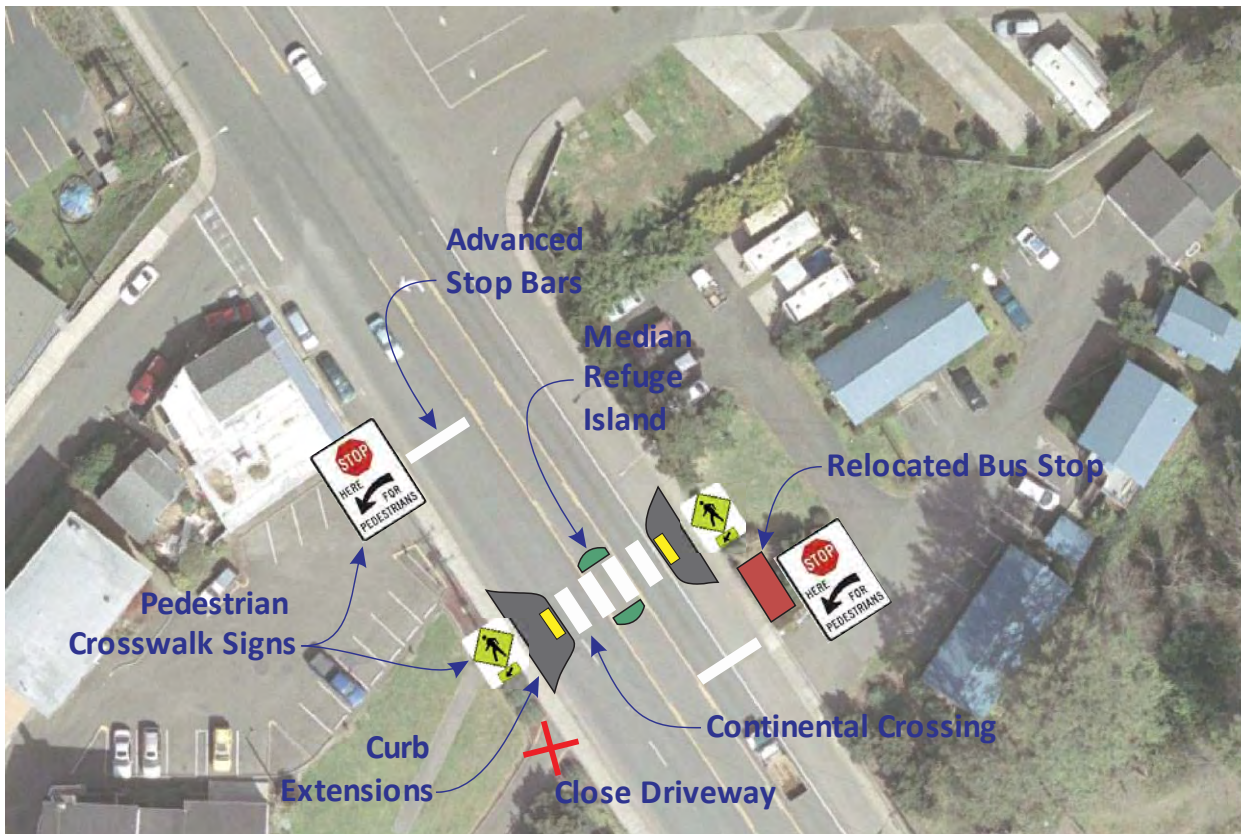 Advanced
Stop Bars
Median
Refuge
Island
Relocated Bus Stop
STOP
HERE
FOR
PEDESTRIANS
STOP
HERE
FOR
PEDESTRIANS
Pedestrian
Crosswalk Signs
Continental Crossing
Curb
Extensions
Close Driveway